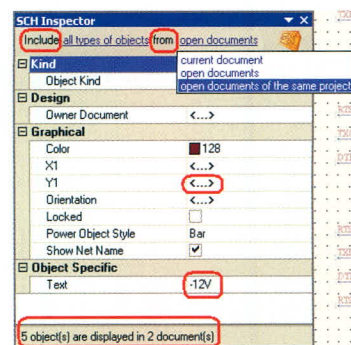 SCH Inspector
Include all types of objects from open documents
current document
open documents
open documents of the same project
Kind
Object Kind
Design
Owner Document <...>
Graphical
Color 128
X1 <...>
Y1 <...>
Orientation <...>
Locked
Power Object Style Bar
Show Net Name
Object Specific
Text -12V
5 object(s) are displayed in 2 document(s)